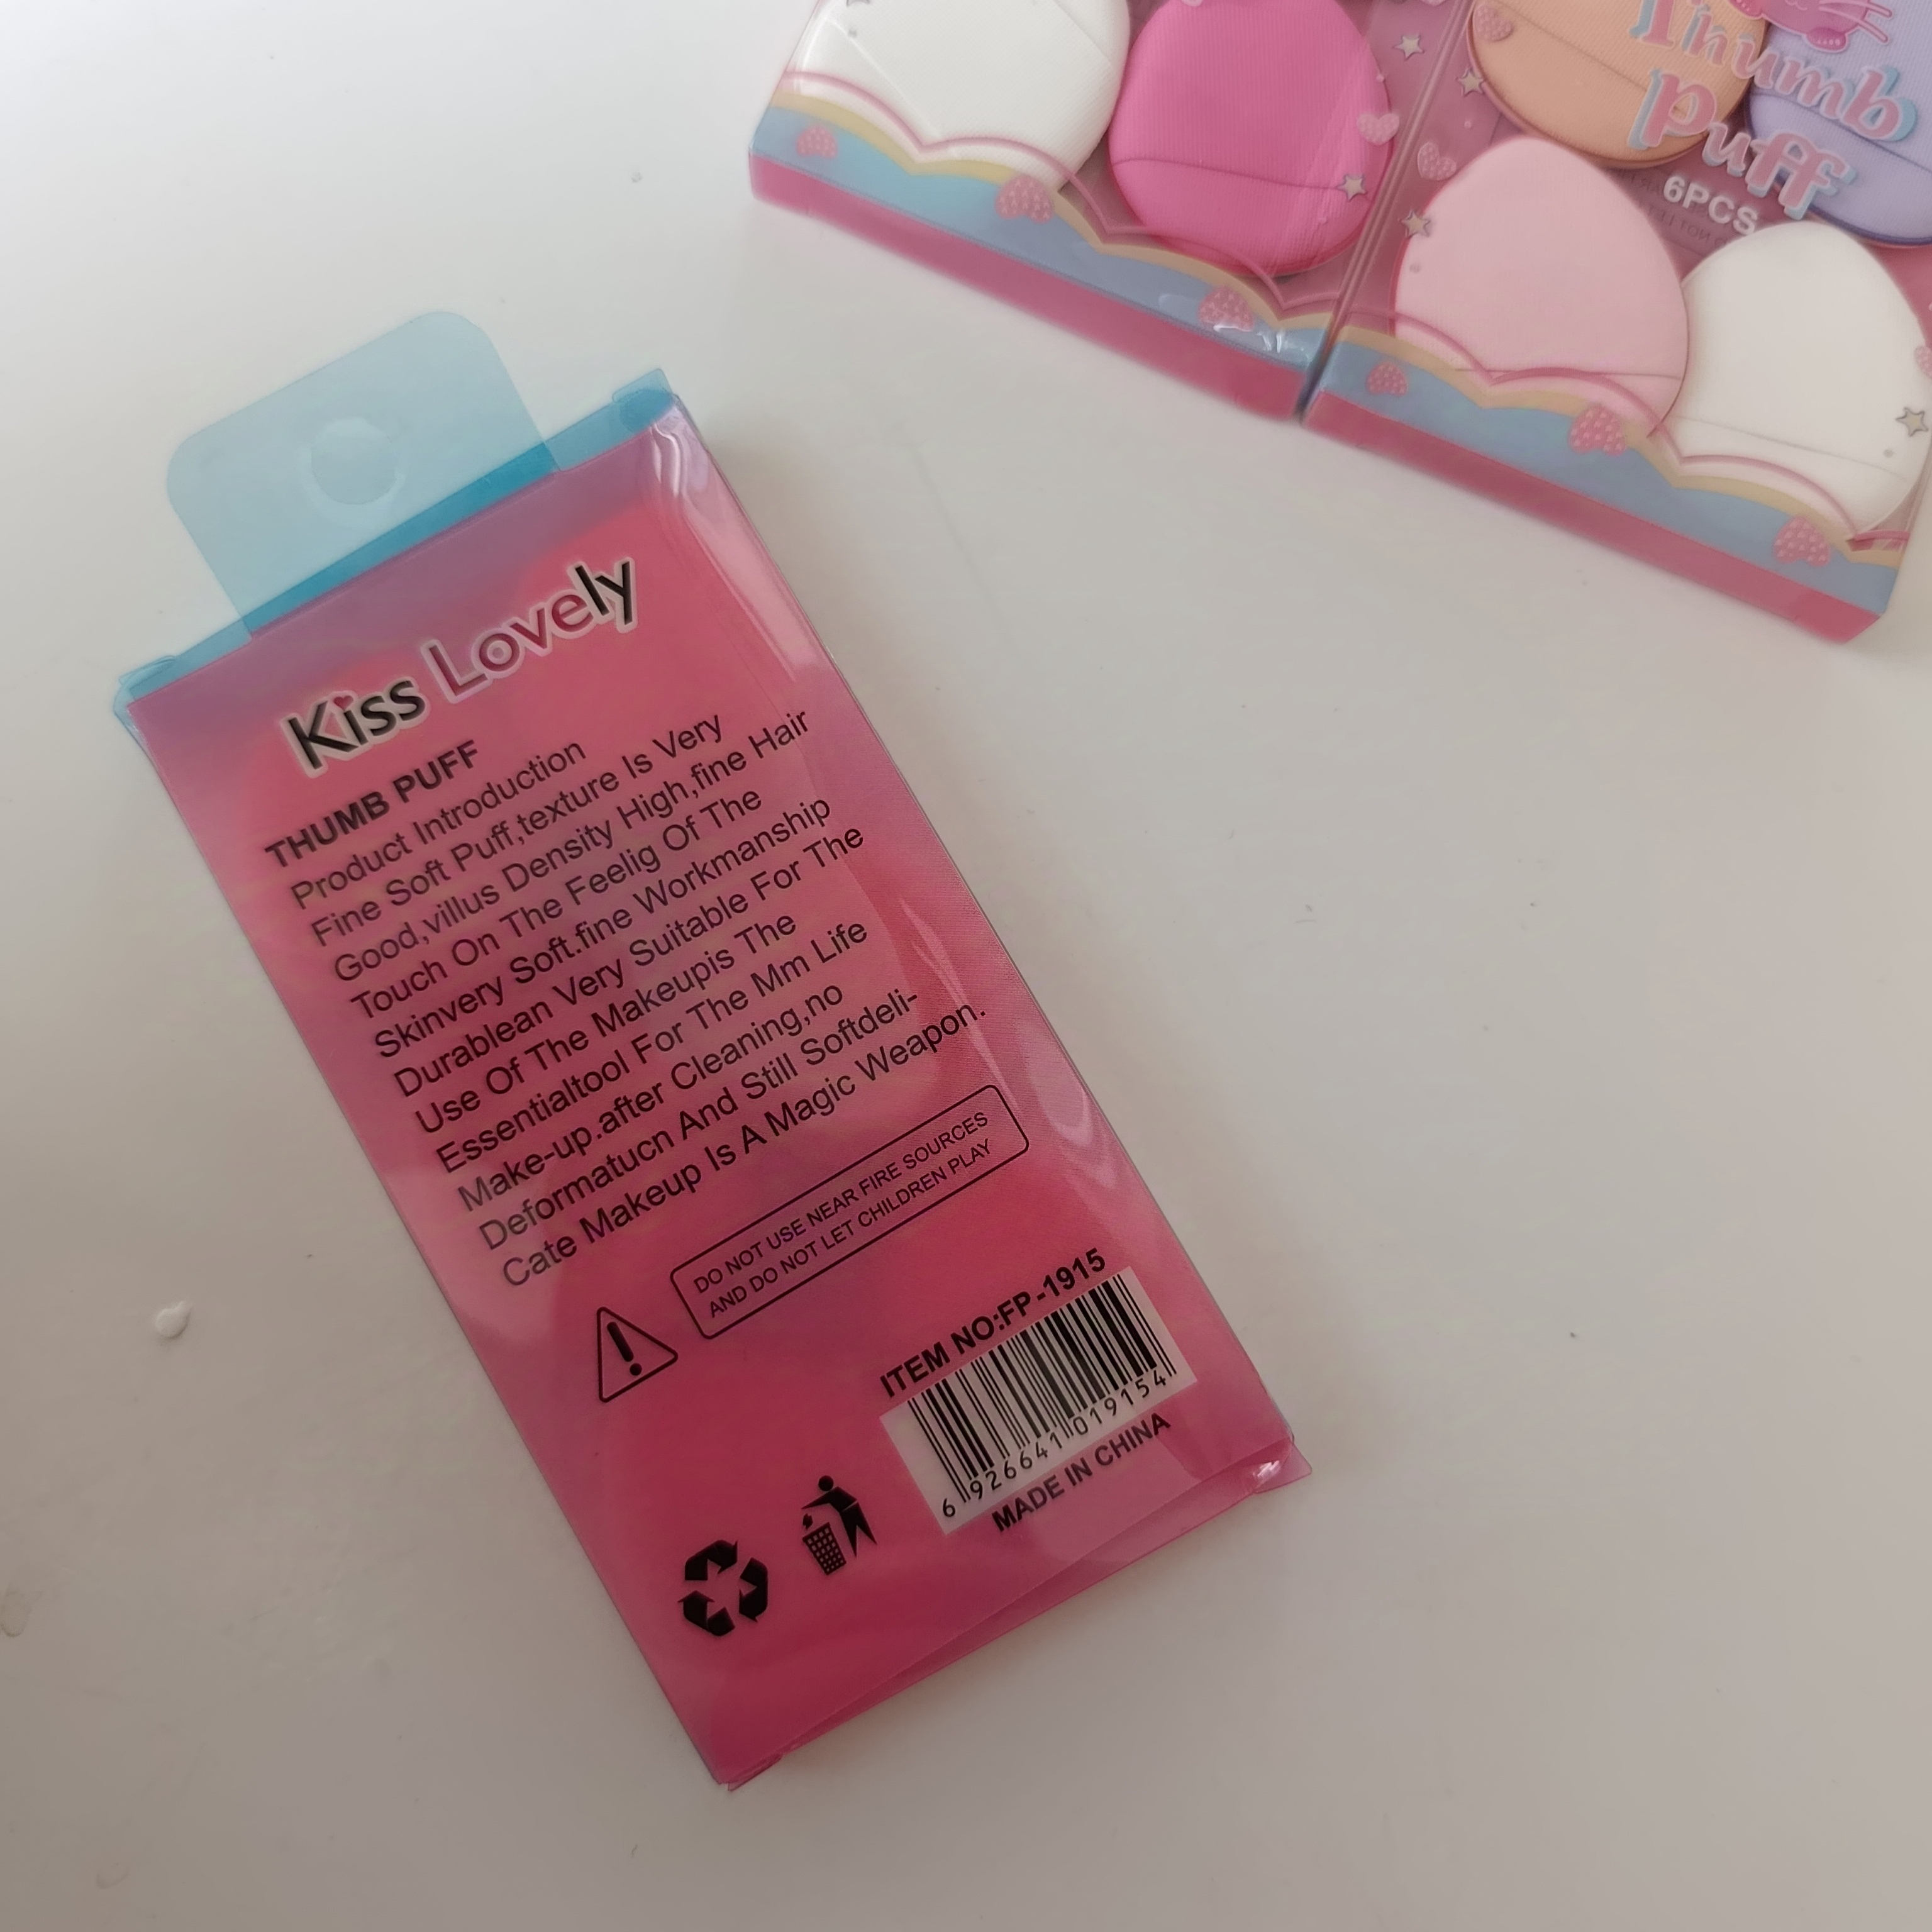 Thumb
Puff
6PCS
Kiss Lovely
THUMB PUFF
Product Introduction
Fine Soft Puff,texture Is Very
Good,villus Density High,fine Hair
Touch On The Feelig Of The
Skinvery Soft.fine Workmanship
Durablean Very Suitable For The
Use Of The Makeupis The
Essentialtool For The Mm Life
Make-up.after Cleaning,no
Deformatucn And Still Softdeli-
Cate Makeup Is A Magic Weapon.
DO NOT USE NEAR FIRE SOURCES
AND DO NOT LET CHILDREN PLAY
ITEM NO:FP-1915
6 926641 019154
MADE IN CHINA